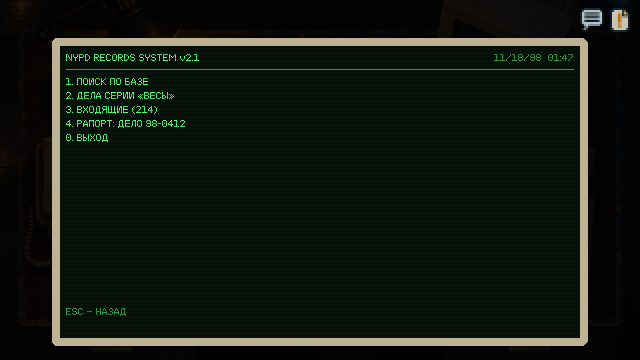 NYPD RECORDS SYSTEM v2.1 11/18/98 01:47
1. ПОИСК ПО БАЗЕ
2. ДЕЛА СЕРИИ «ВЕСЫ»
3. ВХОДЯЩИЕ (214)
4. РАПОРТ: ДЕЛО 98-0412
0. ВЫХОД
ESC — НАЗАД